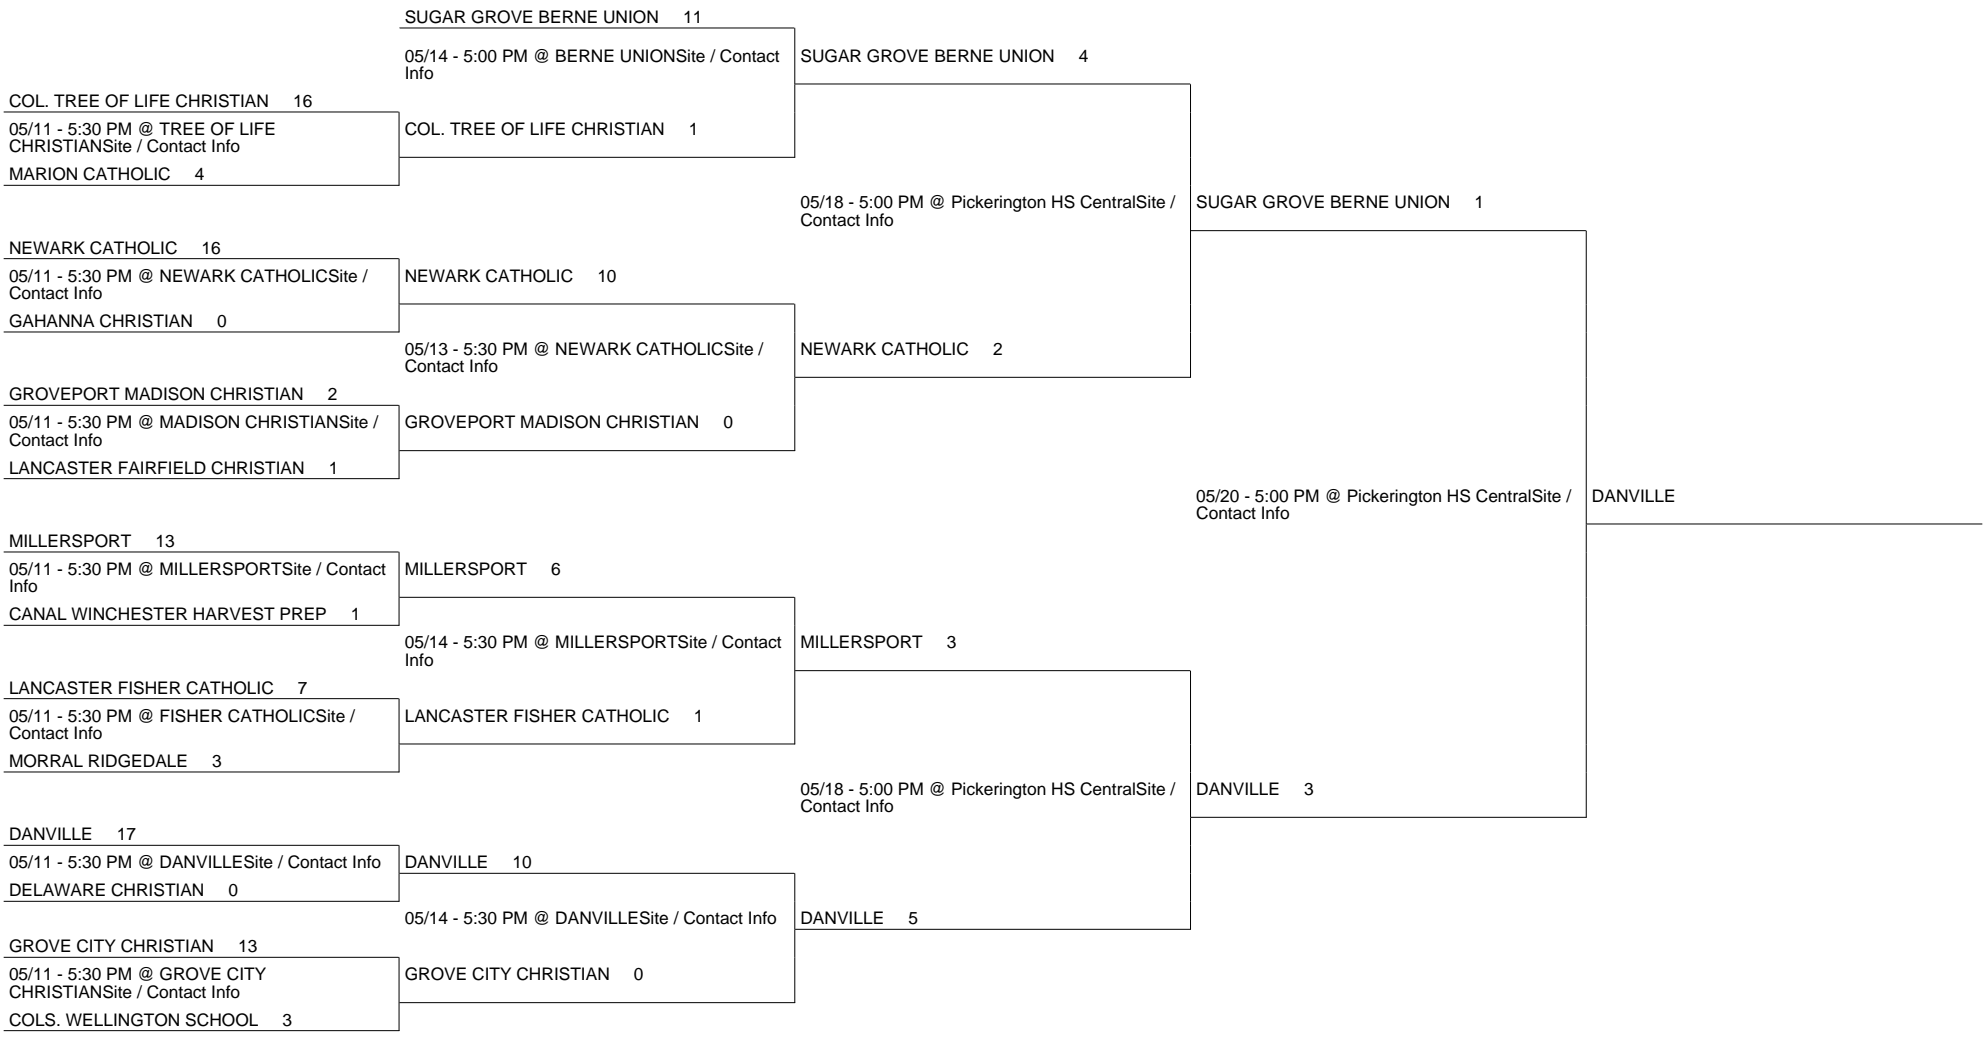 SUGAR GROVE BERNE UNION 11
05/14 - 5:00 PM @ BERNE UNIONSite / Contact
Info
SUGAR GROVE BERNE UNION 4
COL. TREE OF LIFE CHRISTIAN 16
05/11 - 5:30 PM @ TREE OF LIFE
CHRISTIANSite / Contact Info
COL. TREE OF LIFE CHRISTIAN 1
MARION CATHOLIC 4
05/18 - 5:00 PM @ Pickerington HS CentralSite /
Contact Info
SUGAR GROVE BERNE UNION 1
NEWARK CATHOLIC 16
05/11 - 5:30 PM @ NEWARK CATHOLICSite /
Contact Info
NEWARK CATHOLIC 10
GAHANNA CHRISTIAN 0
05/13 - 5:30 PM @ NEWARK CATHOLICSite /
Contact Info
NEWARK CATHOLIC 2
GROVEPORT MADISON CHRISTIAN 2
05/11 - 5:30 PM @ MADISON CHRISTIANSite /
Contact Info
GROVEPORT MADISON CHRISTIAN 0
LANCASTER FAIRFIELD CHRISTIAN 1
05/20 - 5:00 PM @ Pickerington HS CentralSite /
Contact Info
DANVILLE
MILLERSPORT 13
05/11 - 5:30 PM @ MILLERSPORTSite / Contact
Info
MILLERSPORT 6
CANAL WINCHESTER HARVEST PREP 1
05/14 - 5:30 PM @ MILLERSPORTSite / Contact
Info
MILLERSPORT 3
LANCASTER FISHER CATHOLIC 7
05/11 - 5:30 PM @ FISHER CATHOLICSite /
Contact Info
LANCASTER FISHER CATHOLIC 1
MORRAL RIDGEDALE 3
05/18 - 5:00 PM @ Pickerington HS CentralSite /
Contact Info
DANVILLE 3
DANVILLE 17
05/11 - 5:30 PM @ DANVILLESite / Contact Info
DANVILLE 10
DELAWARE CHRISTIAN 0
05/14 - 5:30 PM @ DANVILLESite / Contact Info
DANVILLE 5
GROVE CITY CHRISTIAN 13
05/11 - 5:30 PM @ GROVE CITY
CHRISTIANSite / Contact Info
GROVE CITY CHRISTIAN 0
COLS. WELLINGTON SCHOOL 3